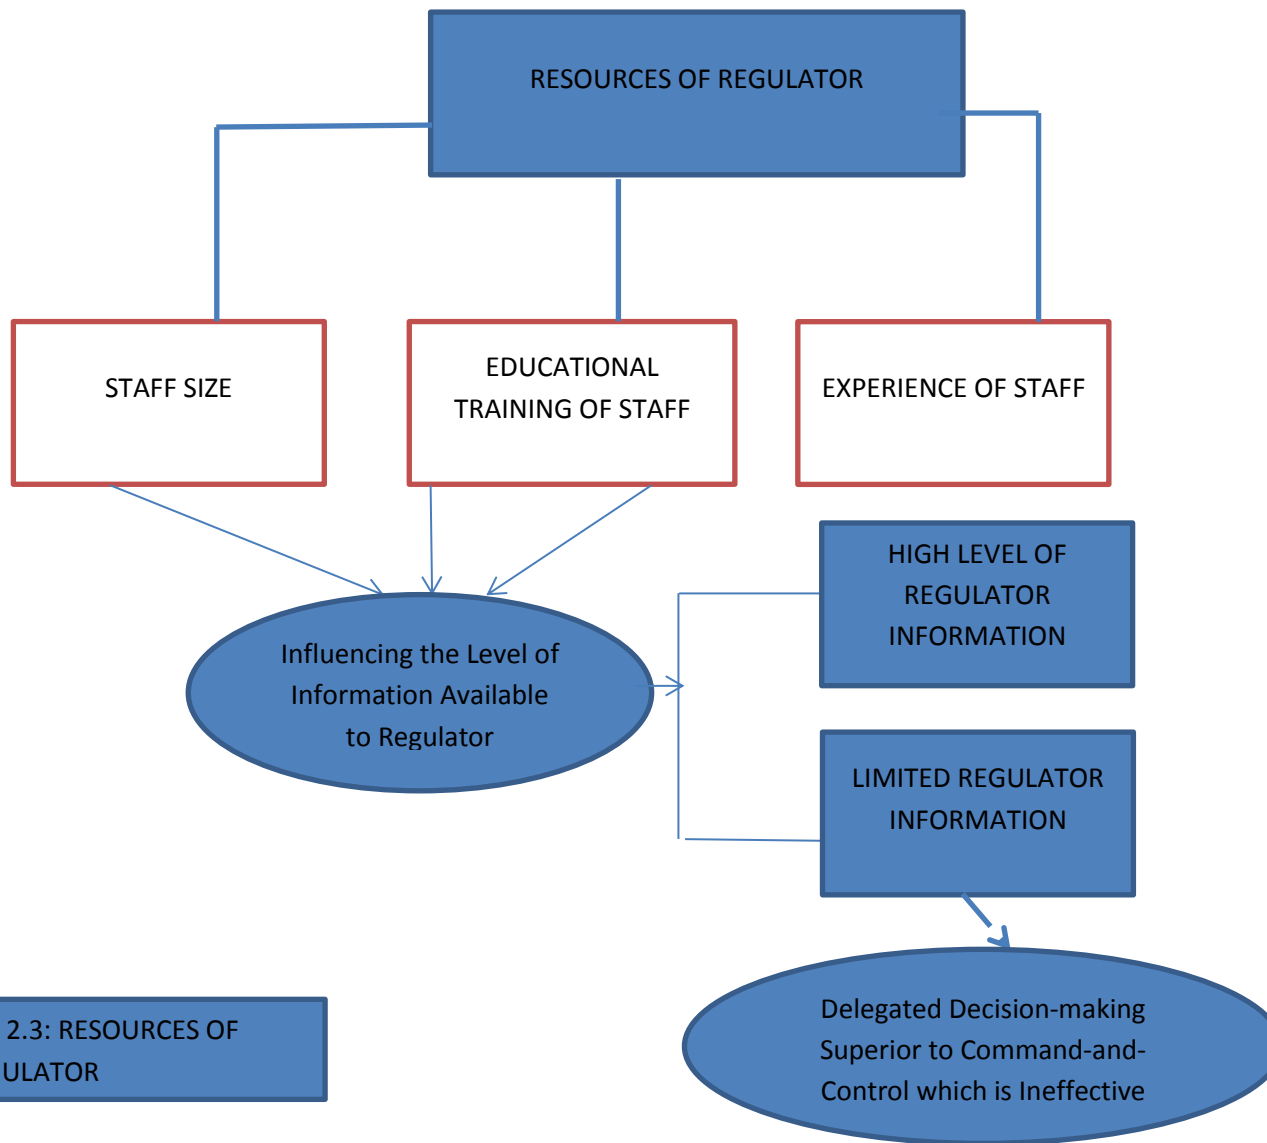 RESOURCES OF REGULATOR
STAFF SIZE
EDUCATIONAL
TRAINING OF STAFF
EXPERIENCE OF STAFF
HIGH LEVEL OF
REGULATOR
INFORMATION
Influencing the Level of
Information Available
to Regulator
LIMITED REGULATOR
INFORMATION
Delegated Decision-making
Superior to Command-and-
Control which is Ineffective
2.3: RESOURCES OF
ULATOR